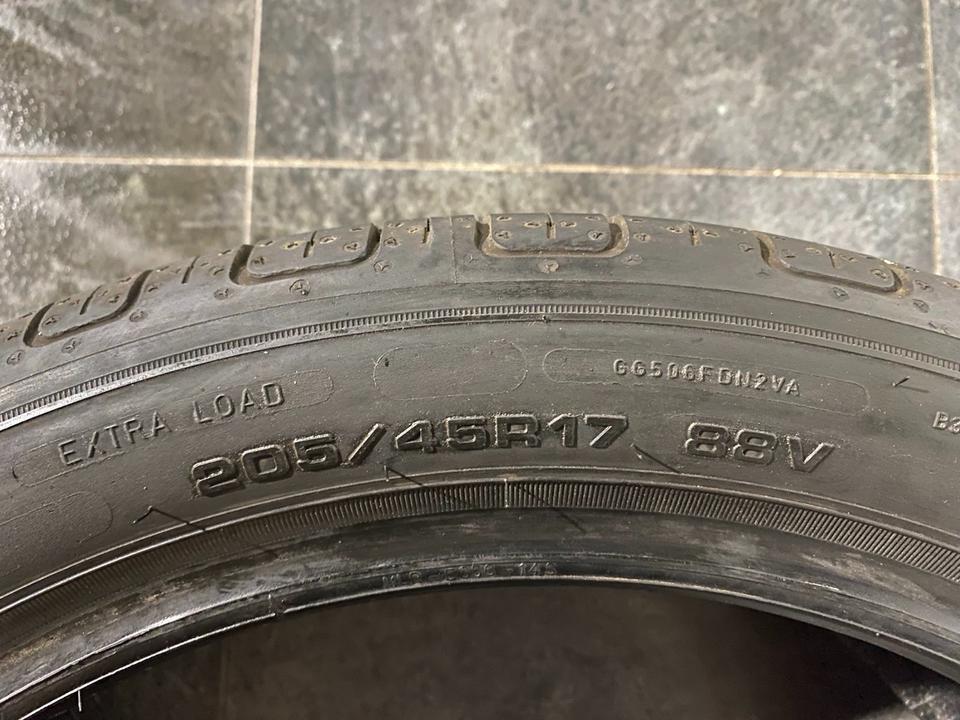 EXTRA LOAD
GG506FDN2VA
205/45R17 88V